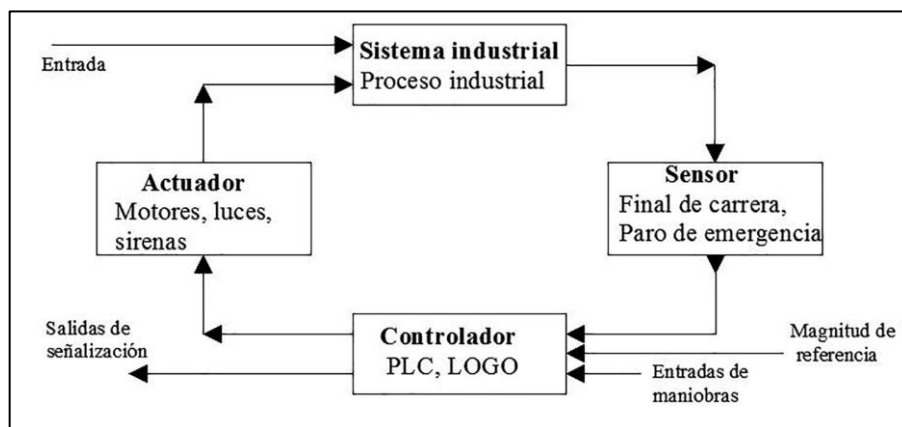 Entrada
Sistema industrial
Proceso industrial
Actuador
Motores, luces,
sirenas
Sensor
Final de carrera,
Paro de emergencia
Salidas de
señalización
Controlador
PLC, LOGO
Magnitud de
referencia
Entradas de
maniobras